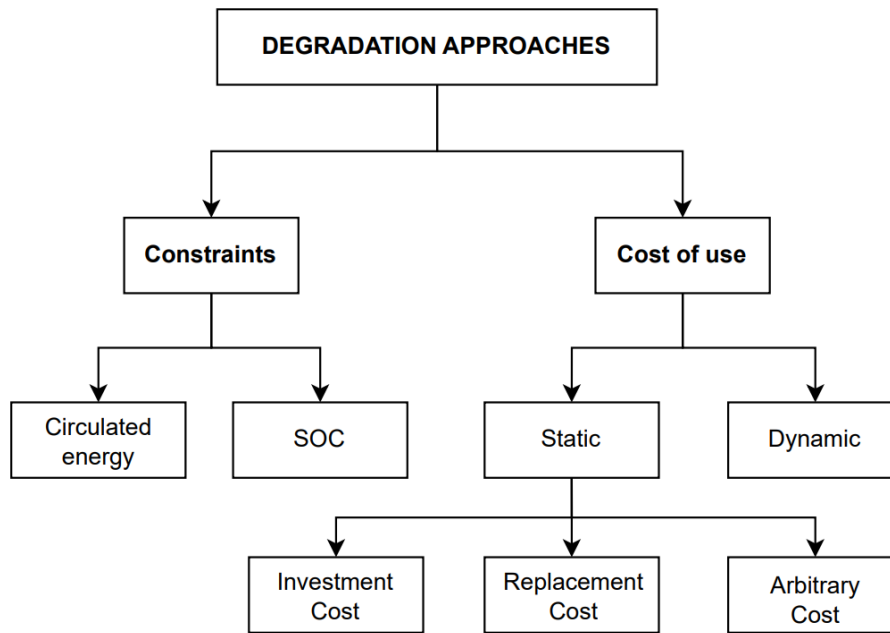 DEGRADATION APPROACHES
Constraints
Cost of use
Circulated
energy
SOC
Static
Dynamic
Investment
Cost
Replacement
Cost
Arbitrary
Cost